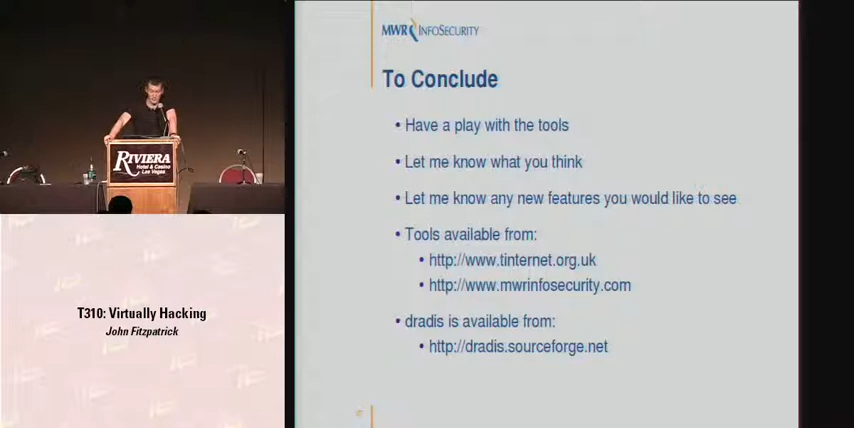 RIVIERA
Hotel & Casino
Las Vegas
T310: Virtually Hacking
John Fitzpatrick
MWR INFOSECURITY
To Conclude
• Have a play with the tools
• Let me know what you think
• Let me know any new features you would like to see
• Tools available from:
• http://www.tinternet.org.uk
• http://www.mwrinfosecurity.com
• dradis is available from:
• http://dradis.sourceforge.net